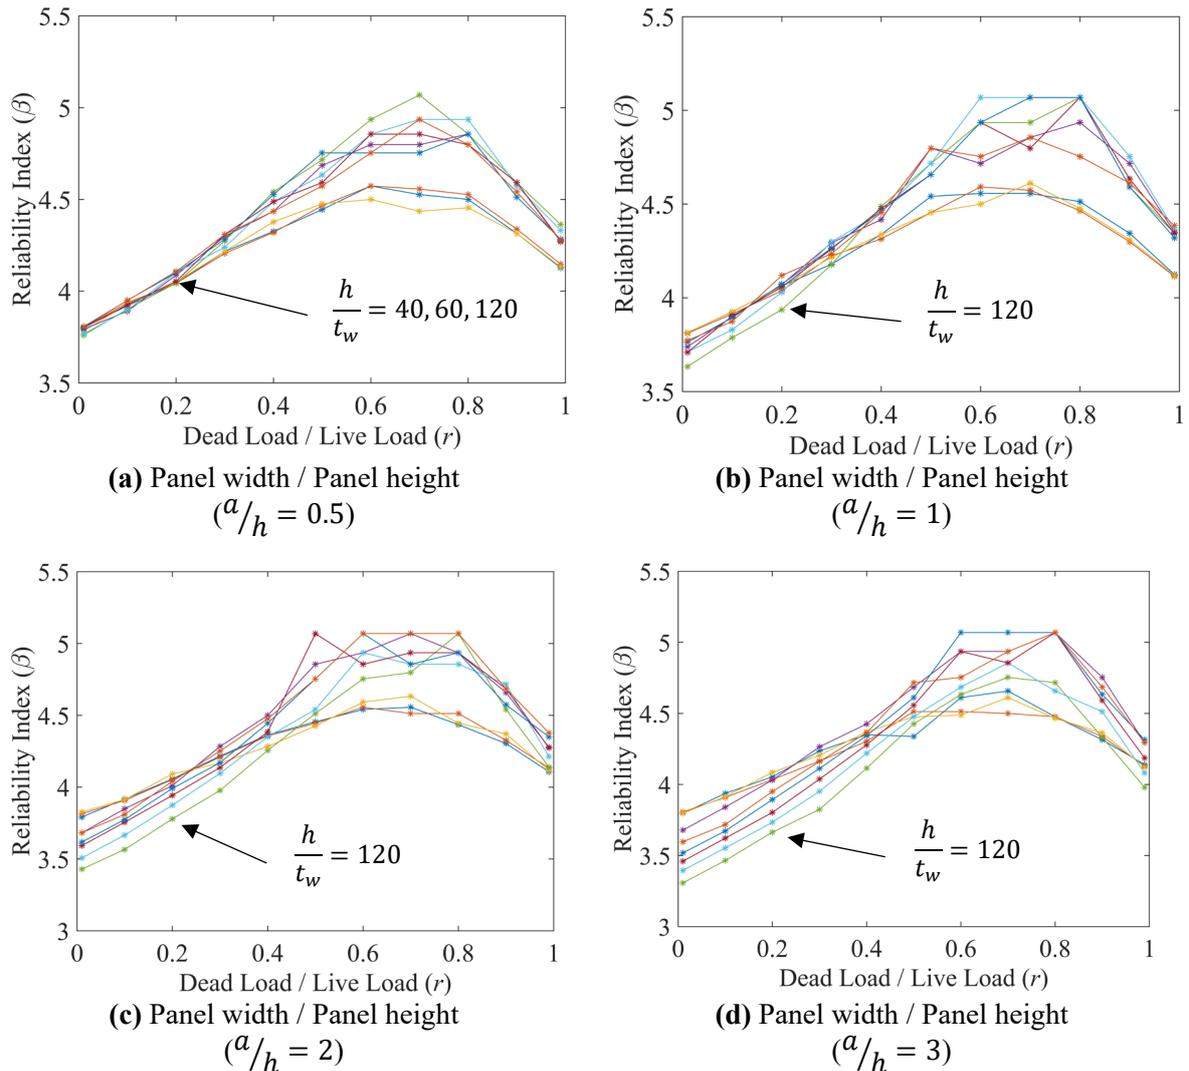 5.5
5
4.5
4
3.5
Reliability Index (β)
h/t_w = 40, 60, 120
0 0.2 0.4 0.6 0.8 1
Dead Load / Live Load (r)
(a) Panel width / Panel height
(a/h = 0.5)
5.5
5
4.5
4
3.5
Reliability Index (β)
h/t_w = 120
0 0.2 0.4 0.6 0.8 1
Dead Load / Live Load (r)
(b) Panel width / Panel height
(a/h = 1)
5.5
5
4.5
4
3.5
3
Reliability Index (β)
h/t_w = 120
0 0.2 0.4 0.6 0.8 1
Dead Load / Live Load (r)
(c) Panel width / Panel height
(a/h = 2)
5.5
5
4.5
4
3.5
3
Reliability Index (β)
h/t_w = 120
0 0.2 0.4 0.6 0.8 1
Dead Load / Live Load (r)
(d) Panel width / Panel height
(a/h = 3)